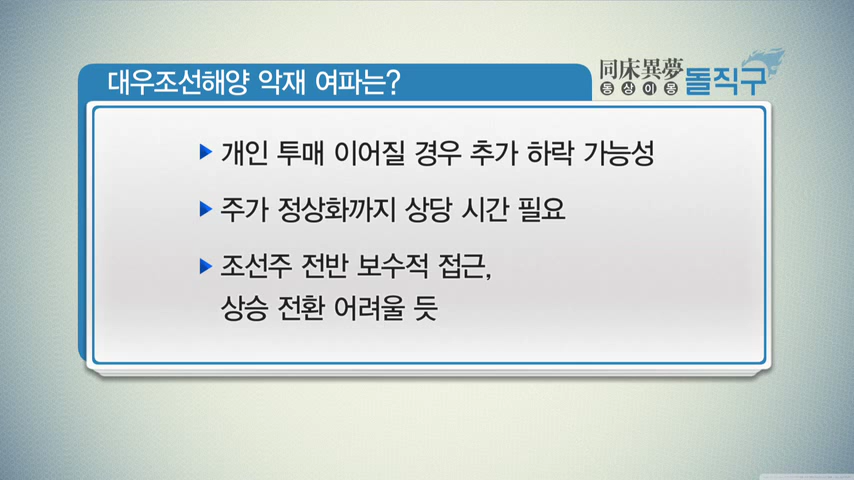 대우조선해양 악재 여파는?
同床異夢
동상이몽
돌직구
▶ 개인 투매 이어질 경우 추가 하락 가능성
▶ 주가 정상화까지 상당 시간 필요
▶ 조선주 전반 보수적 접근,
상승 전환 어려울 듯